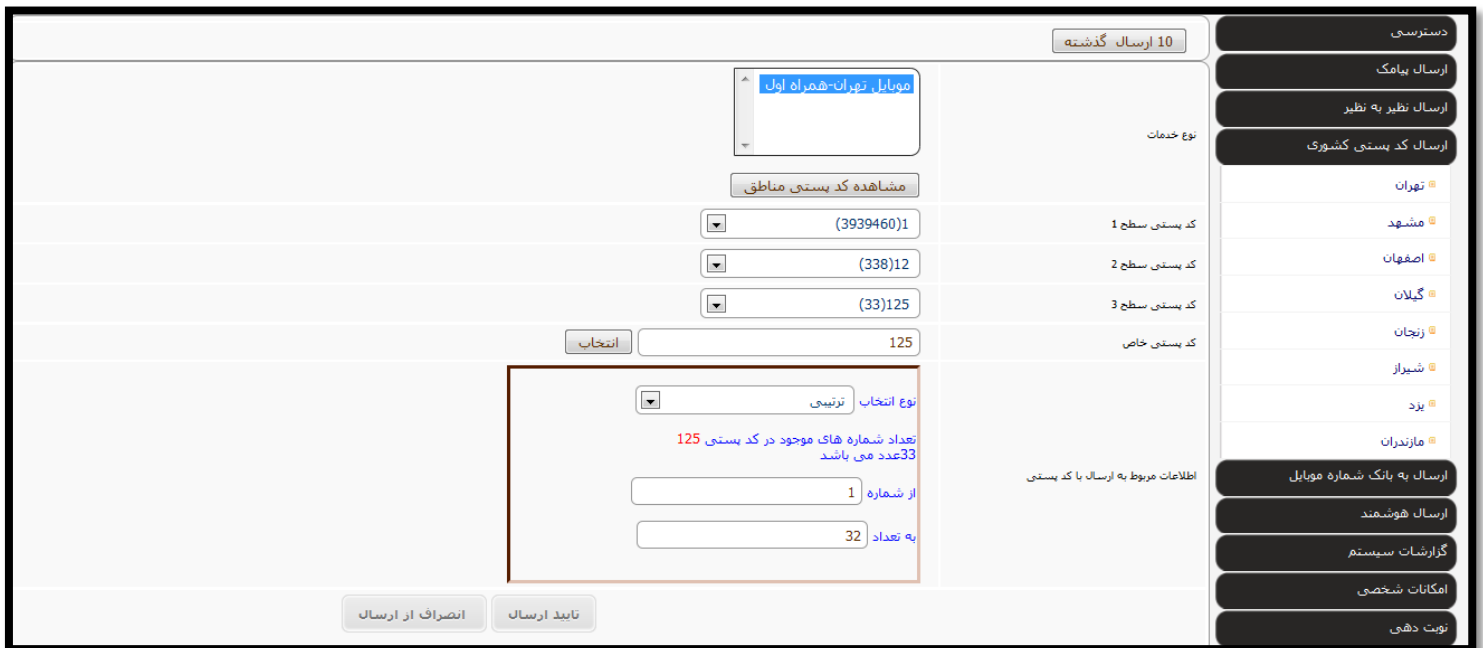 دسترسی
ارسال پیامک
ارسال نظیر به نظیر
ارسال کد پستی کشوری
تهران
مشهد
اصفهان
گیلان
زنجان
شیراز
یزد
مازندران
ارسال به بانک شماره موبایل
ارسال هوشمند
گزارشات سیستم
امکانات شخصی
نوبت دهی
10 ارسال گذشته
نوع خدمات
موبایل تهران-همراه اول
مشاهده کد پستی مناطق
کد پستی سطح 1
1(3939460)
کد پستی سطح 2
12(338)
کد پستی سطح 3
125(33)
کد پستی خاص
125
انتخاب
اطلاعات مربوط به ارسال با کد پستی
نوع انتخاب ترتیبی
تعداد شماره های موجود در کد پستی 125
33عدد می باشد
از شماره 1
به تعداد 32
تایید ارسال
انصراف از ارسال